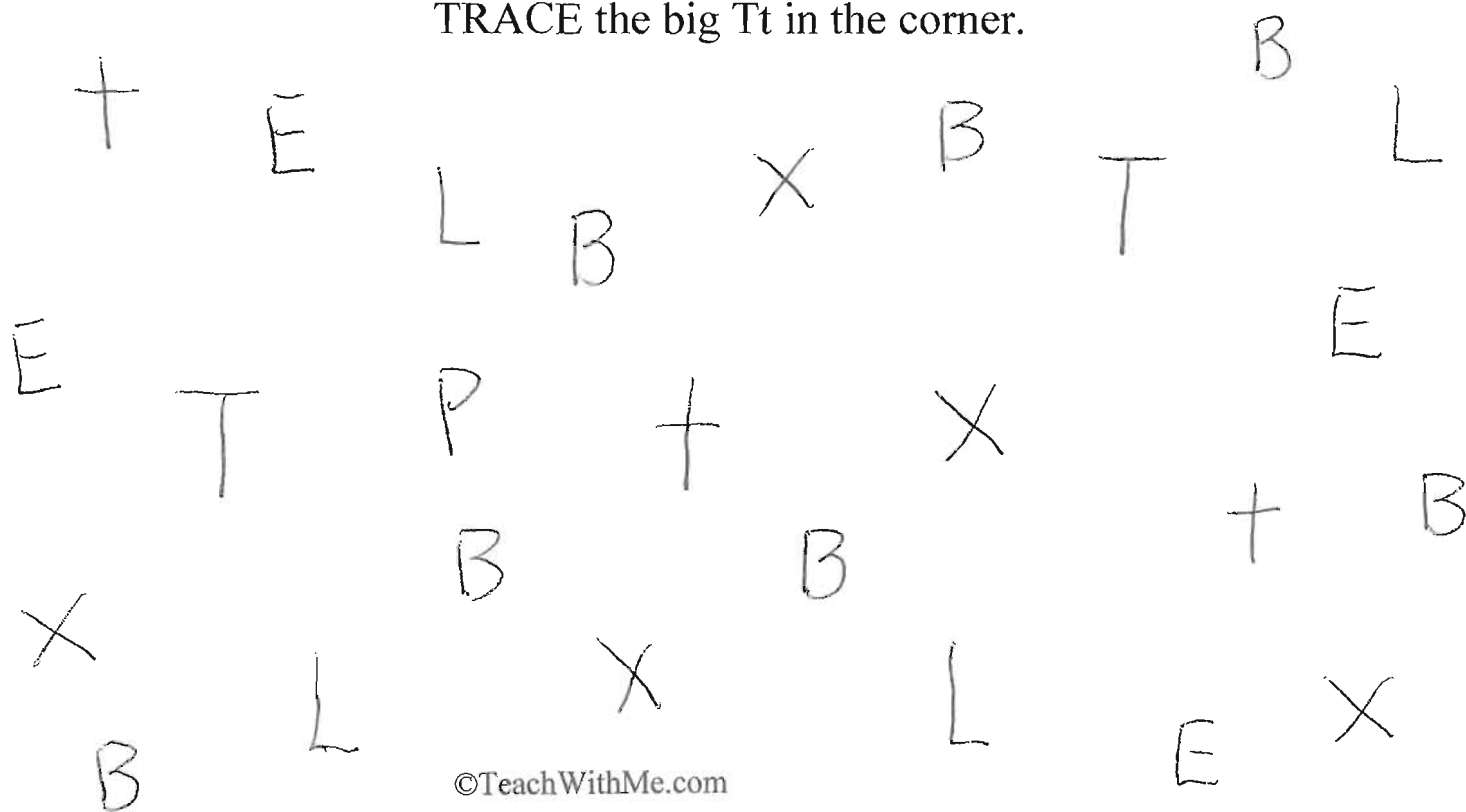 TRACE the big Tt in the corner.
B
t E B L
L B X T
E E
T P t X
B B t B
X
L X L E X
B ©TeachWithMe.com